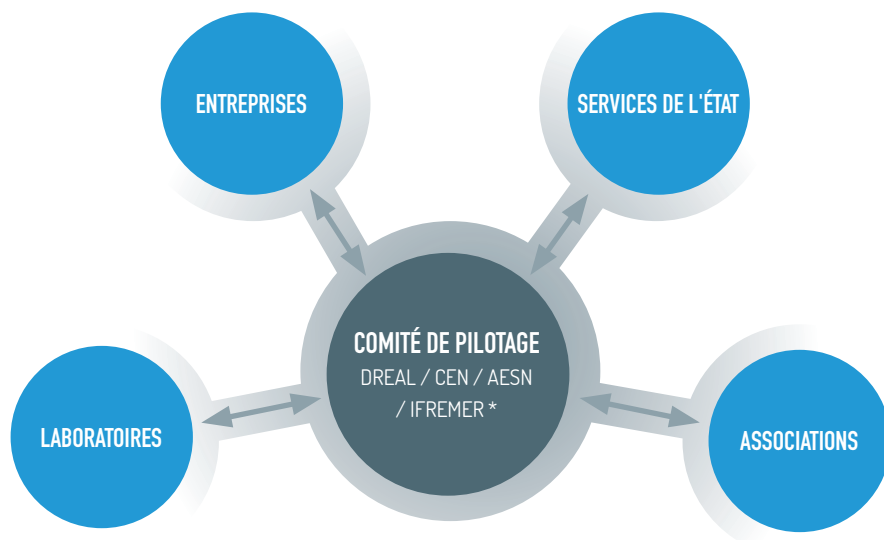 ENTREPRISES
SERVICES DE L'ÉTAT
COMITÉ DE PILOTAGE
DREAL / CEN / AESN
/ IFREMER *
LABORATOIRES
ASSOCIATIONS